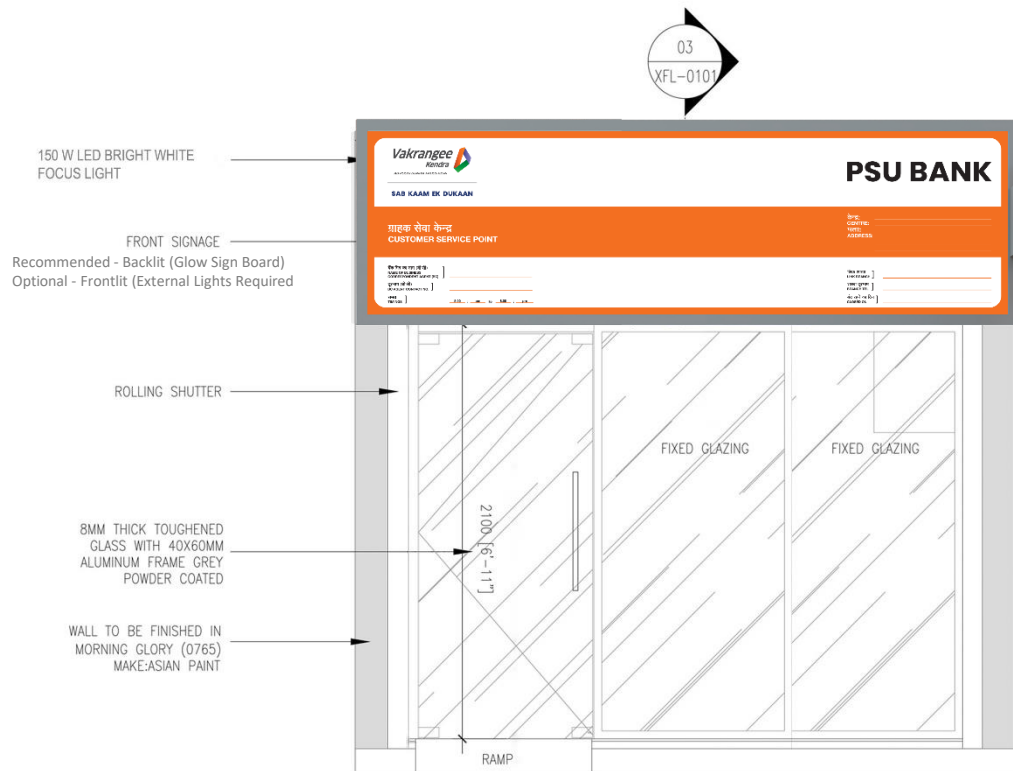 03
XFL-0101
150 W LED BRIGHT WHITE
FOCUS LIGHT
Vakrangee
Kendra
SAB KAAM EK DUKAAN
PSU BANK
FRONT SIGNAGE
Recommended - Backlit (Glow Sign Board)
Optional - Frontlit (External Lights Required
ग्राहक सेवा केन्द्र
CUSTOMER SERVICE POINT
केन्द्र:
CENTRE:
पता:
ADDRESS:
ROLLING SHUTTER
FIXED GLAZING
FIXED GLAZING
8MM THICK TOUGHENED
GLASS WITH 40X60MM
ALUMINUM FRAME GREY
POWDER COATED
2100 [6'-11"]
WALL TO BE FINISHED IN
MORNING GLORY (0765)
MAKE:ASIAN PAINT
RAMP